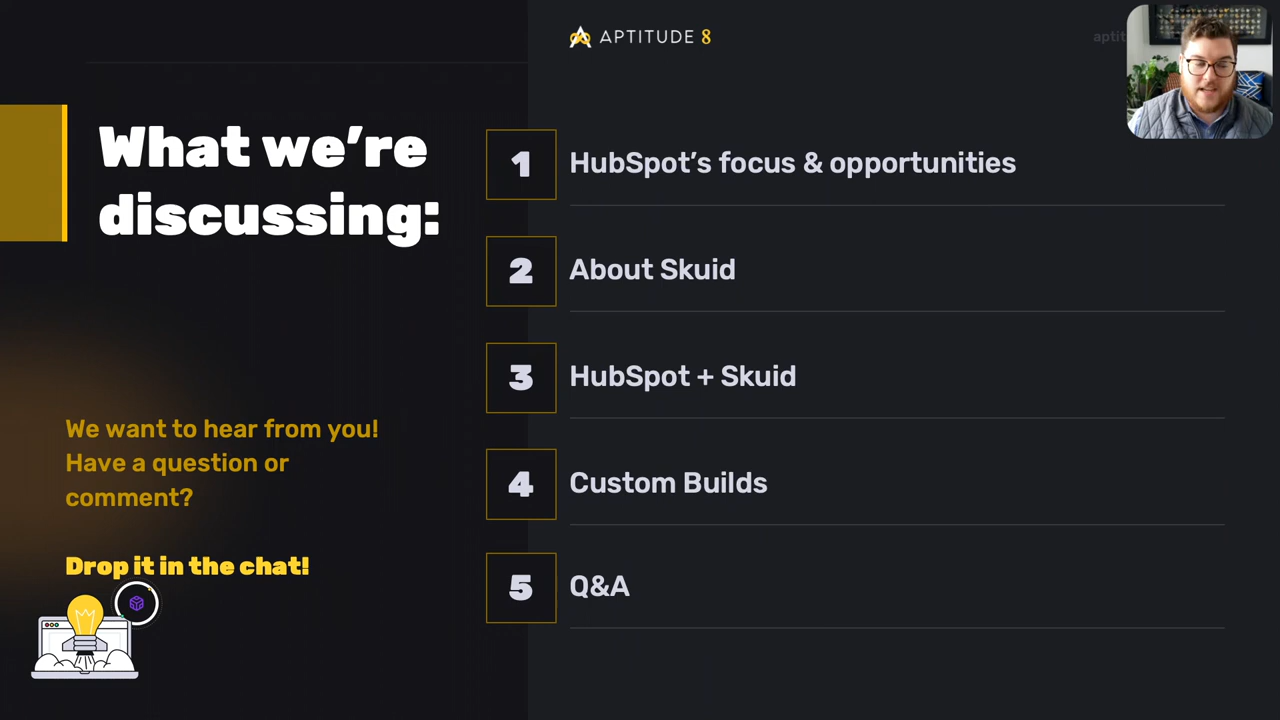 APTITUDE 8
aptit
What we’re
discussing:
1
HubSpot’s focus & opportunities
2
About Skuid
3
HubSpot + Skuid
4
Custom Builds
5
Q&A
We want to hear from you!
Have a question or
comment?
Drop it in the chat!